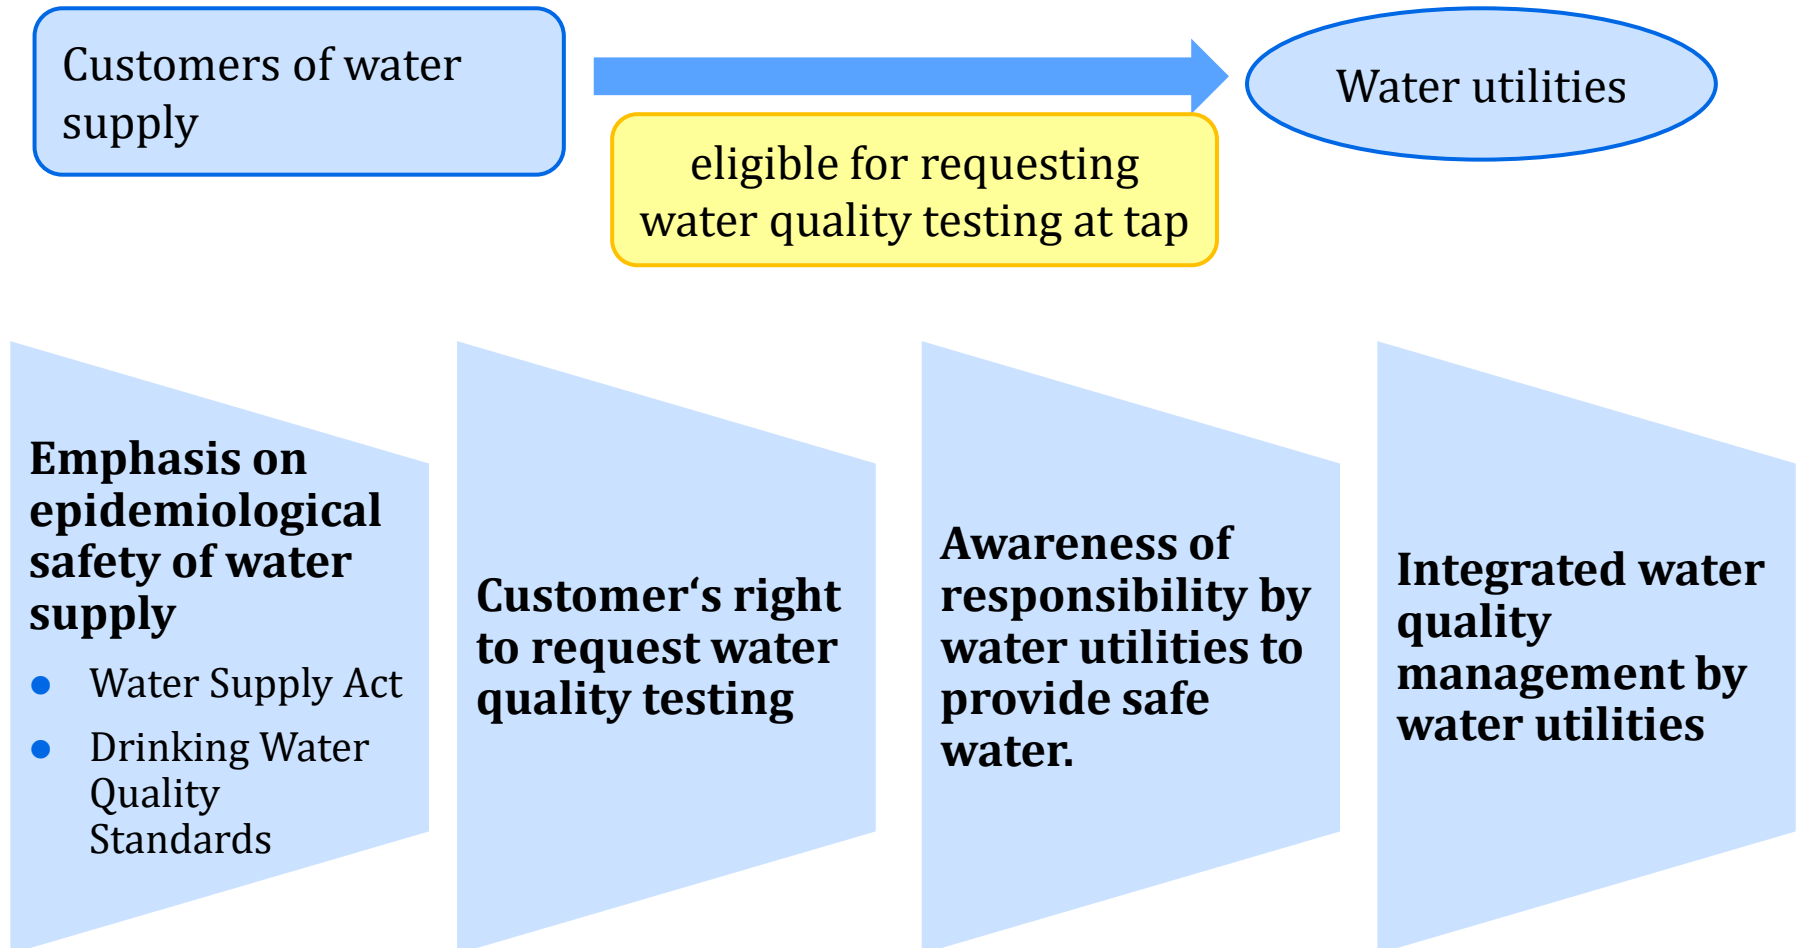 Customers of water
supply
Water utilities
eligible for requesting
water quality testing at tap
Emphasis on
epidemiological
safety of water
supply
● Water Supply Act
● Drinking Water
Quality
Standards
Customer‘s right
to request water
quality testing
Awareness of
responsibility by
water utilities to
provide safe
water.
Integrated water
quality
management by
water utilities